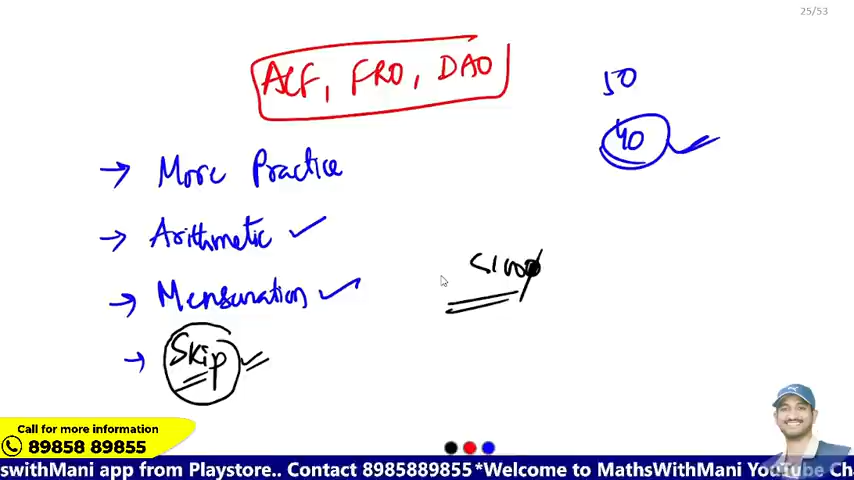 25/53
ACF, FRO, DAO
50
40
→ More Practice
→ Arithmetic ✓
→ Mensuration ✓
→ Skip
Call for more information
89858 89855
swithMani app from Playstore.. Contact 8985889855 *Welcome to MathsWithMani YouTube Cha